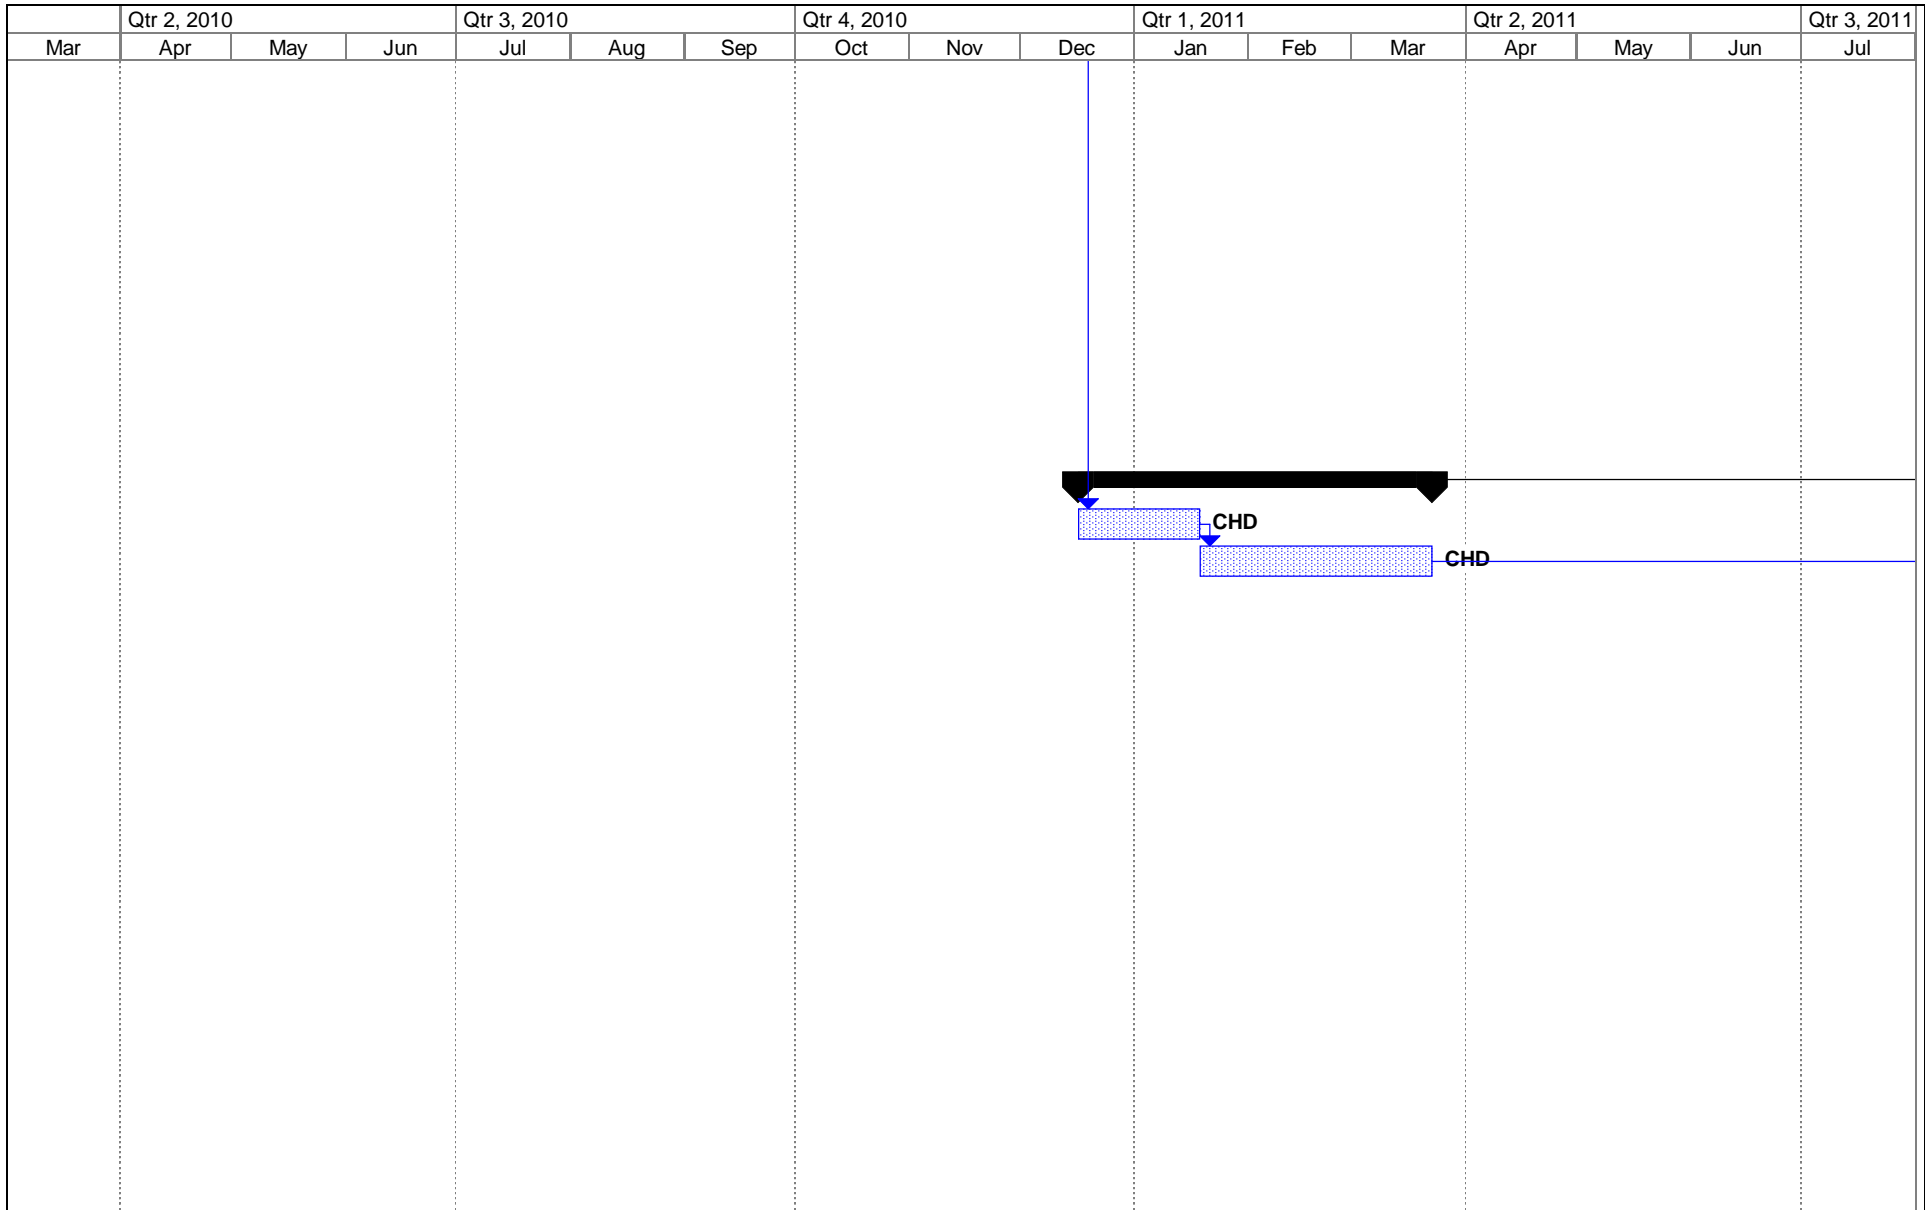 Qtr 2, 2010 Qtr 3, 2010 Qtr 4, 2010 Qtr 1, 2011 Qtr 2, 2011 Qtr 3, 2011
Mar Apr May Jun Jul Aug Sep Oct Nov Dec Jan Feb Mar Apr May Jun Jul
CHD
CHD